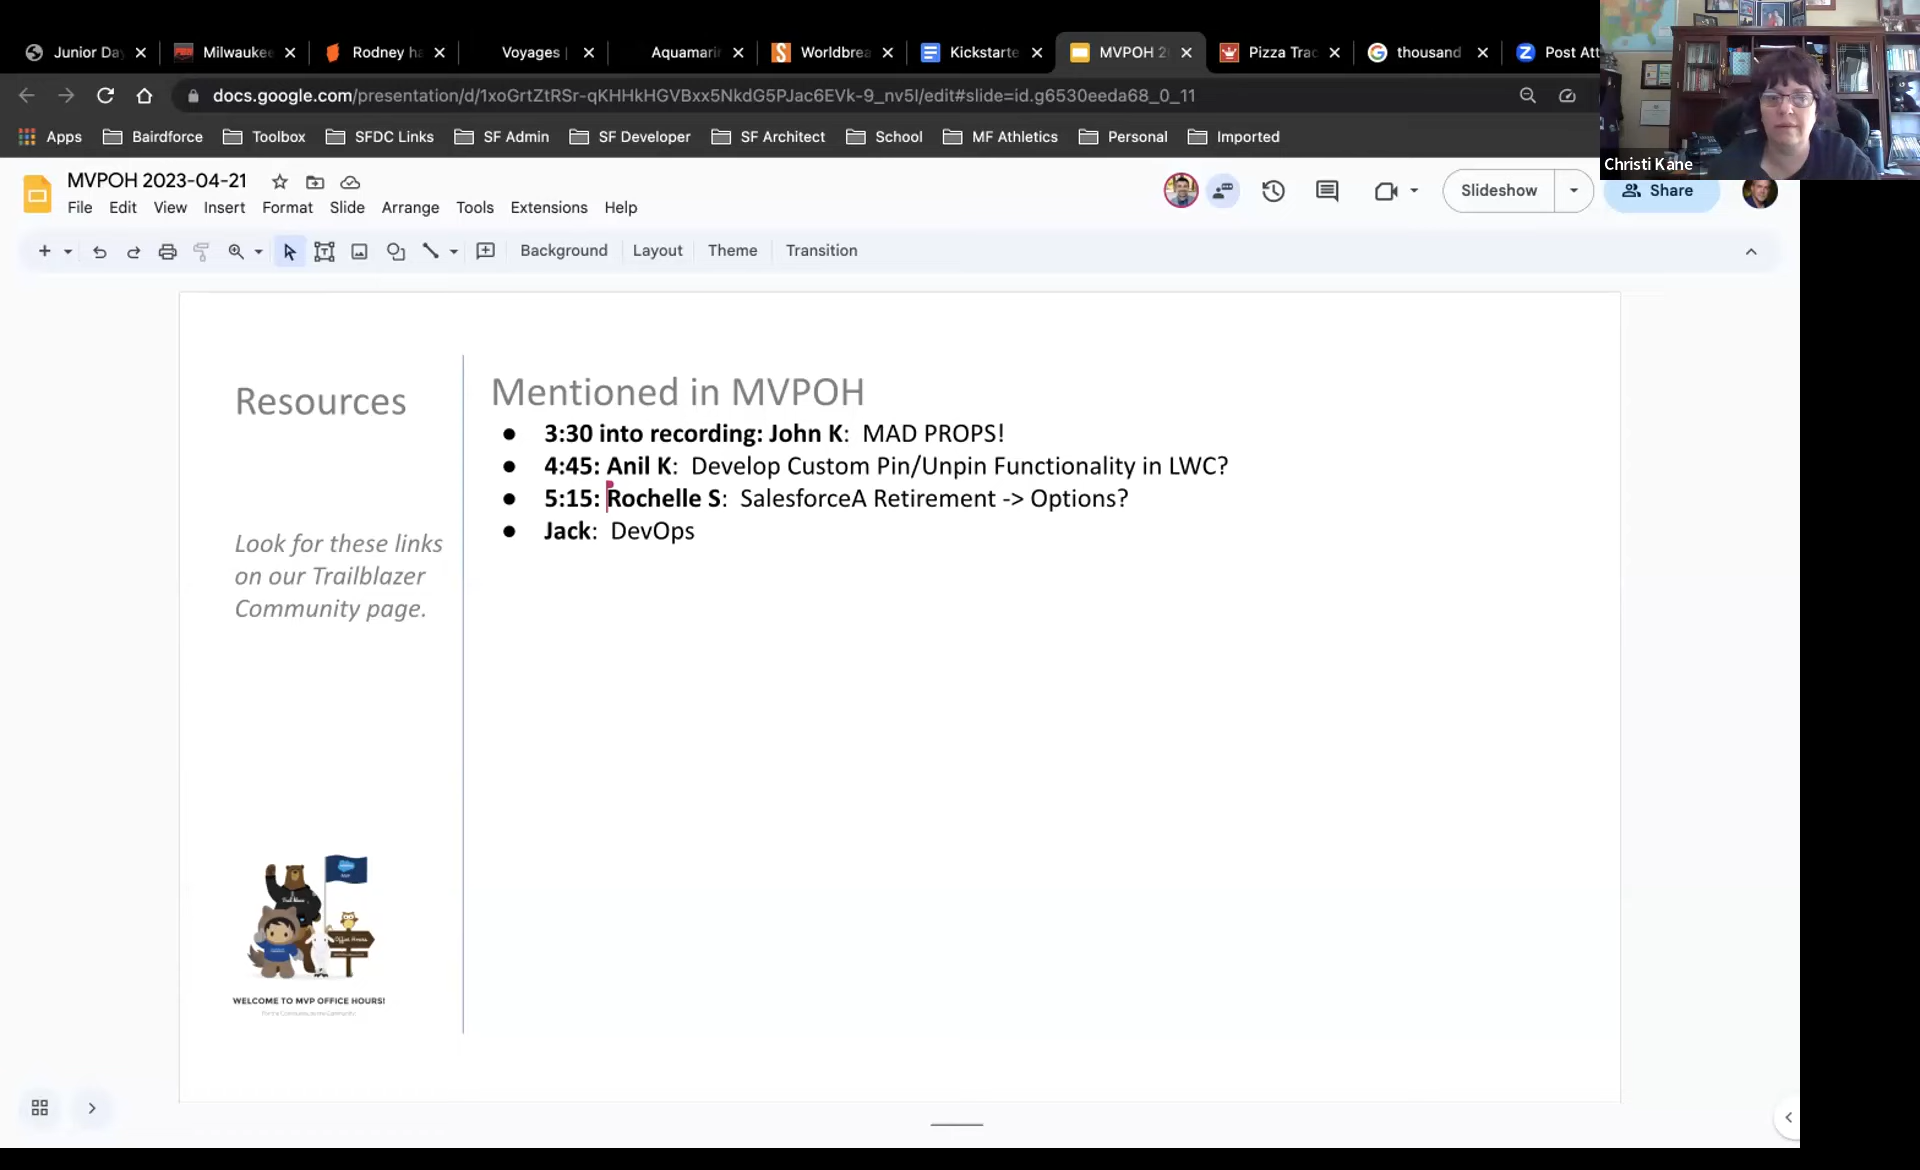 Junior Da
Milwauke
Rodney ha
Voyages |
Aquamari
Worldbrea
Kickstarte
MVPOH 2
Pizza Trac
thousand
Post Att
docs.google.com/presentation/d/1xoGrtZtRSr-qKHHkHGVBxx5NkdG5PJac6EVk-9_nv5I/edit#slide=id.g6530eeda68_0_11
Apps
Bairdforce
Toolbox
SFDC Links
SF Admin
SF Developer
SF Architect
School
MF Athletics
Personal
Imported
Christi Kane
MVPOH 2023-04-21
File Edit View Insert Format Slide Arrange Tools Extensions Help
Slideshow
Share
Background
Layout
Theme
Transition
Resources
Look for these links
on our Trailblazer
Community page.
WELCOME TO MVP OFFICE HOURS!
Mentioned in MVPOH
● 3:30 into recording: John K: MAD PROPS!
● 4:45: Anil K: Develop Custom Pin/Unpin Functionality in LWC?
● 5:15: Rochelle S: SalesforceA Retirement -> Options?
● Jack: DevOps